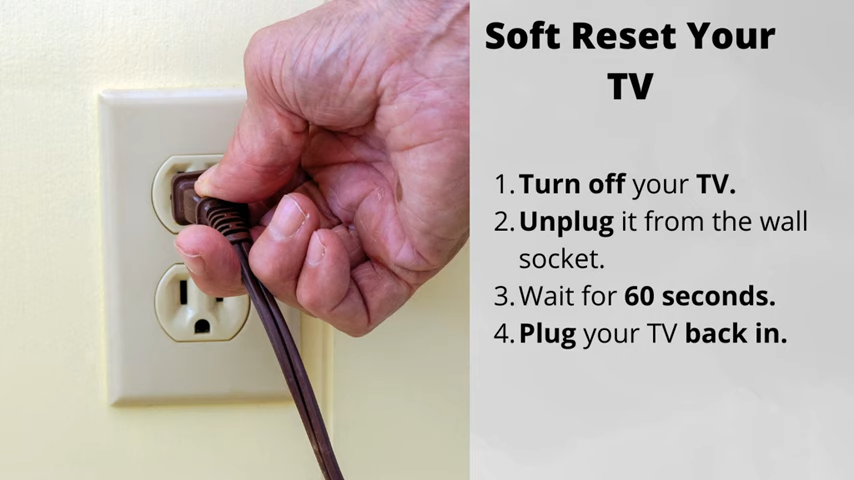 Soft Reset Your
TV
1. Turn off your TV.
2. Unplug it from the wall
socket.
3. Wait for 60 seconds.
4. Plug your TV back in.